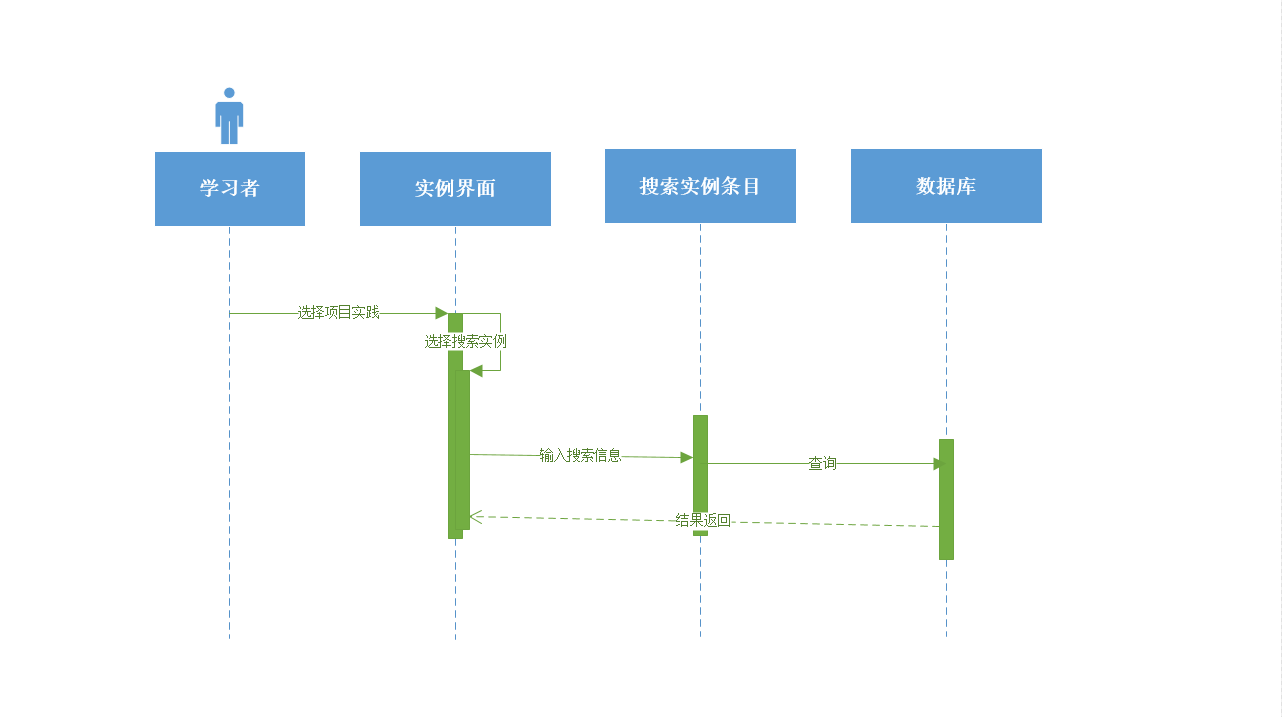 学习者
实例界面
搜索实例条目
数据库
选择项目实践
选择搜索实例
输入搜索信息
查询
结果返回